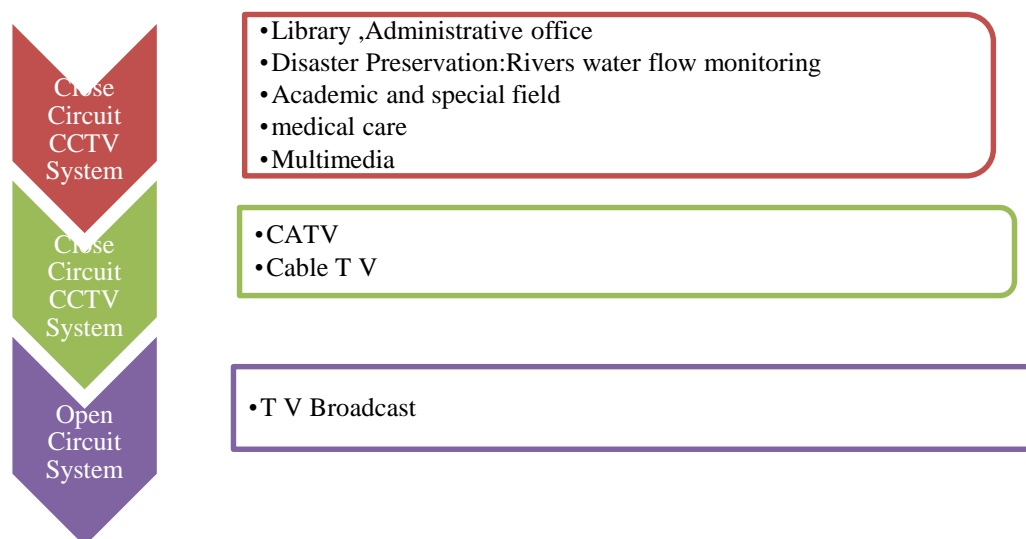 Close
Circuit
CCTV
System
•Library ,Administrative office
•Disaster Preservation:Rivers water flow monitoring
•Academic and special field
•medical care
•Multimedia
Close
Circuit
CCTV
System
•CATV
•Cable T V
Open
Circuit
System
•T V Broadcast